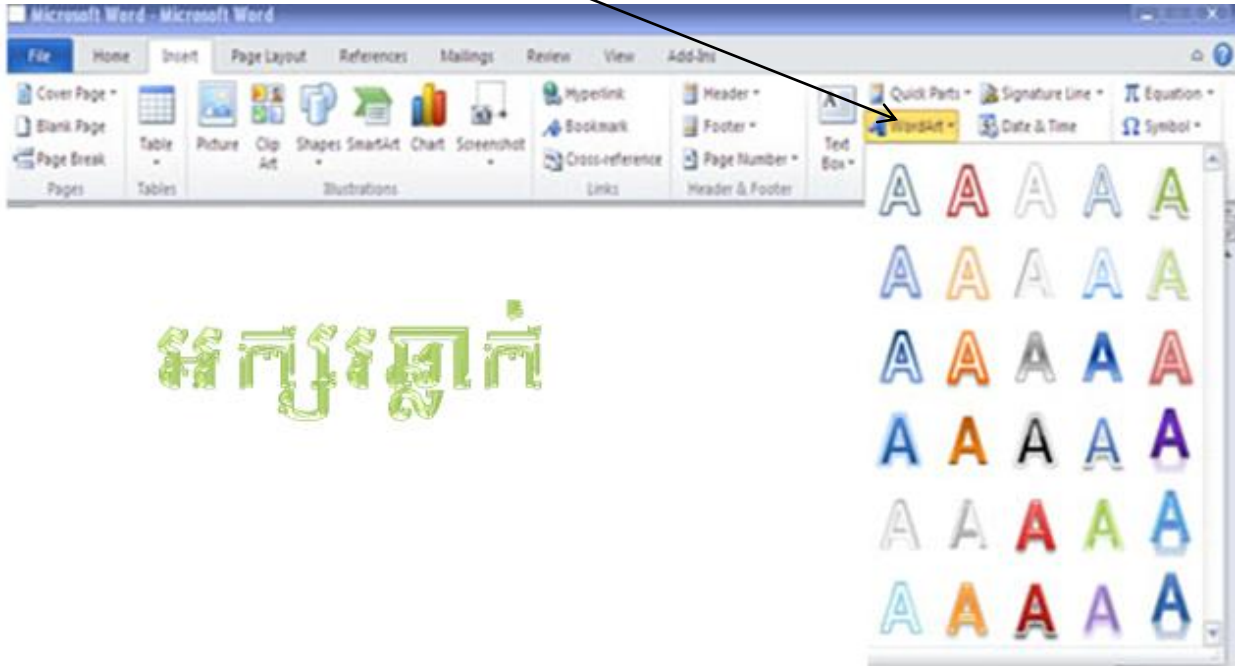 Microsoft Word - Microsoft Word
File Home Insert Page Layout References Mailings Review View Add-Ins
Cover Page
Blank Page
Page Break
Pages
Table
Tables
Picture Clip Art Shapes SmartArt Chart Screenshot
Illustrations
Hyperlink
Bookmark
Cross-reference
Links
Header
Footer
Page Number
Header & Footer
Text Box
Quick Parts
WordArt
Signature Line
Date & Time
Equation
Symbol
A A A A A
A A A A A
A A A A A
A A A A A
A A A A A
A A A A A
អក្សរឆ្លាក់